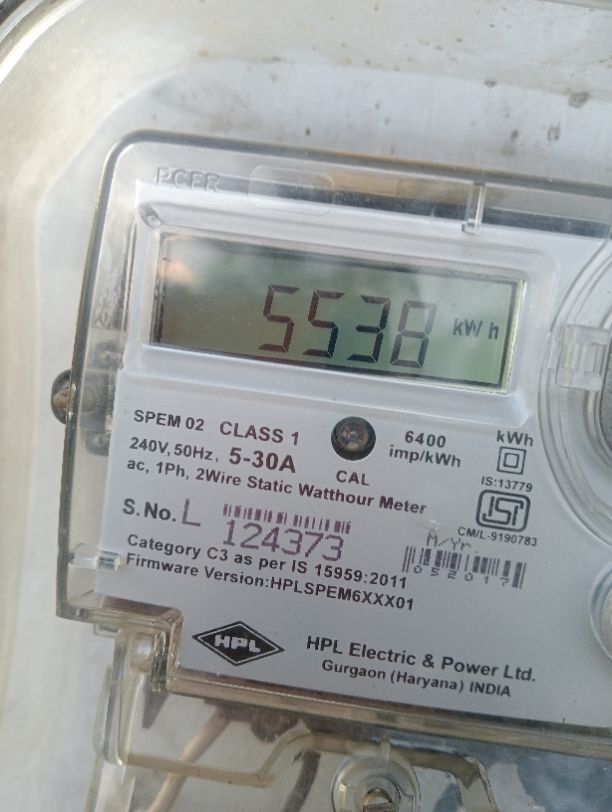 5538 kWh
SPEM 02 CLASS 1
240V, 50Hz, 5-30A
ac, 1Ph, 2Wire Static Watthour Meter
CAL
6400
imp/kWh
kWh
IS:13779
ISI
CM/L-9190783
S.No. L 124373
M/Yr.
052017
Category C3 as per IS 15959:2011
Firmware Version:HPLSPEM6XXX01
HPL
HPL Electric & Power Ltd.
Gurgaon (Haryana) INDIA